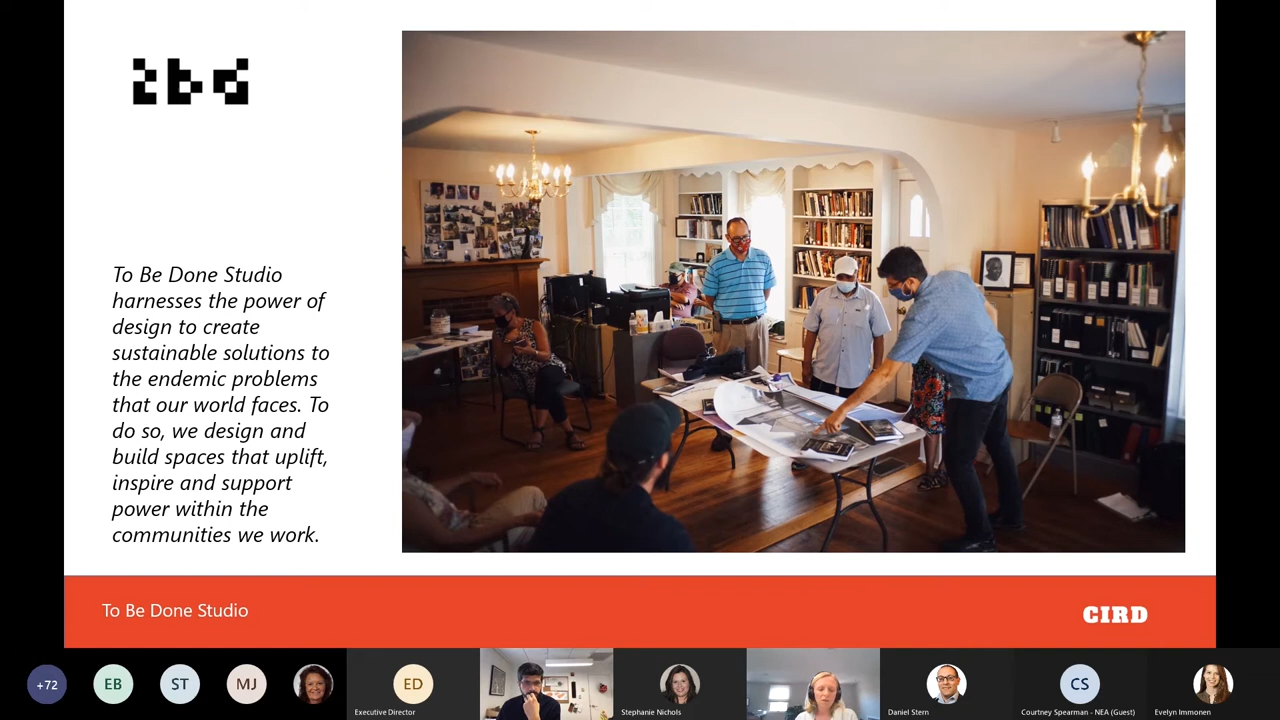 tbd
To Be Done Studio
harnesses the power of
design to create
sustainable solutions to
the endemic problems
that our world faces. To
do so, we design and
build spaces that uplift,
inspire and support
power within the
communities we work.
To Be Done Studio
CIRD
+72
EB
ST
MJ
ED
Executive Director
Stephanie Nichols
Daniel Stern
CS
Courtney Spearman - NEA (Guest)
Evelyn Immonen